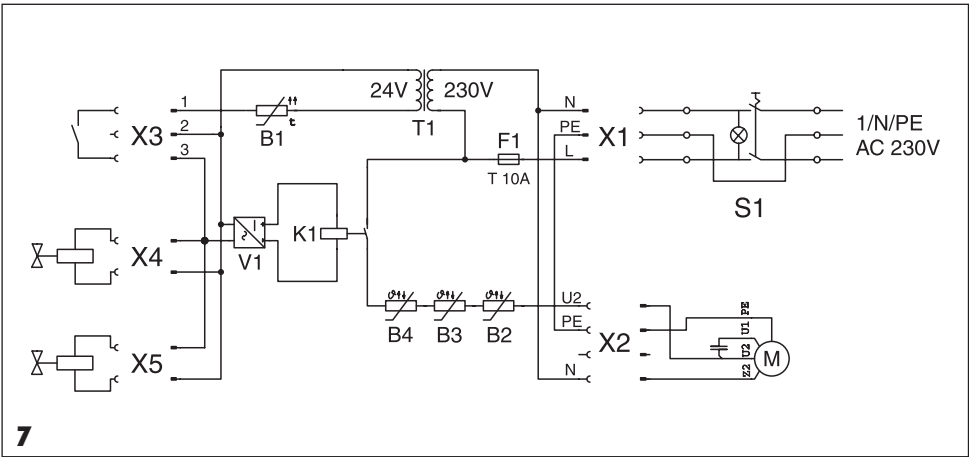 24V
230V
T1
1
2
3
X3
B1
t
N
PE
L
X1
F1
T 10A
1/N/PE
AC 230V
S1
X4
V1
K1
B4
B3
B2
U2
PE
N
X2
X5
PE
U1
U2
Z2
M
7